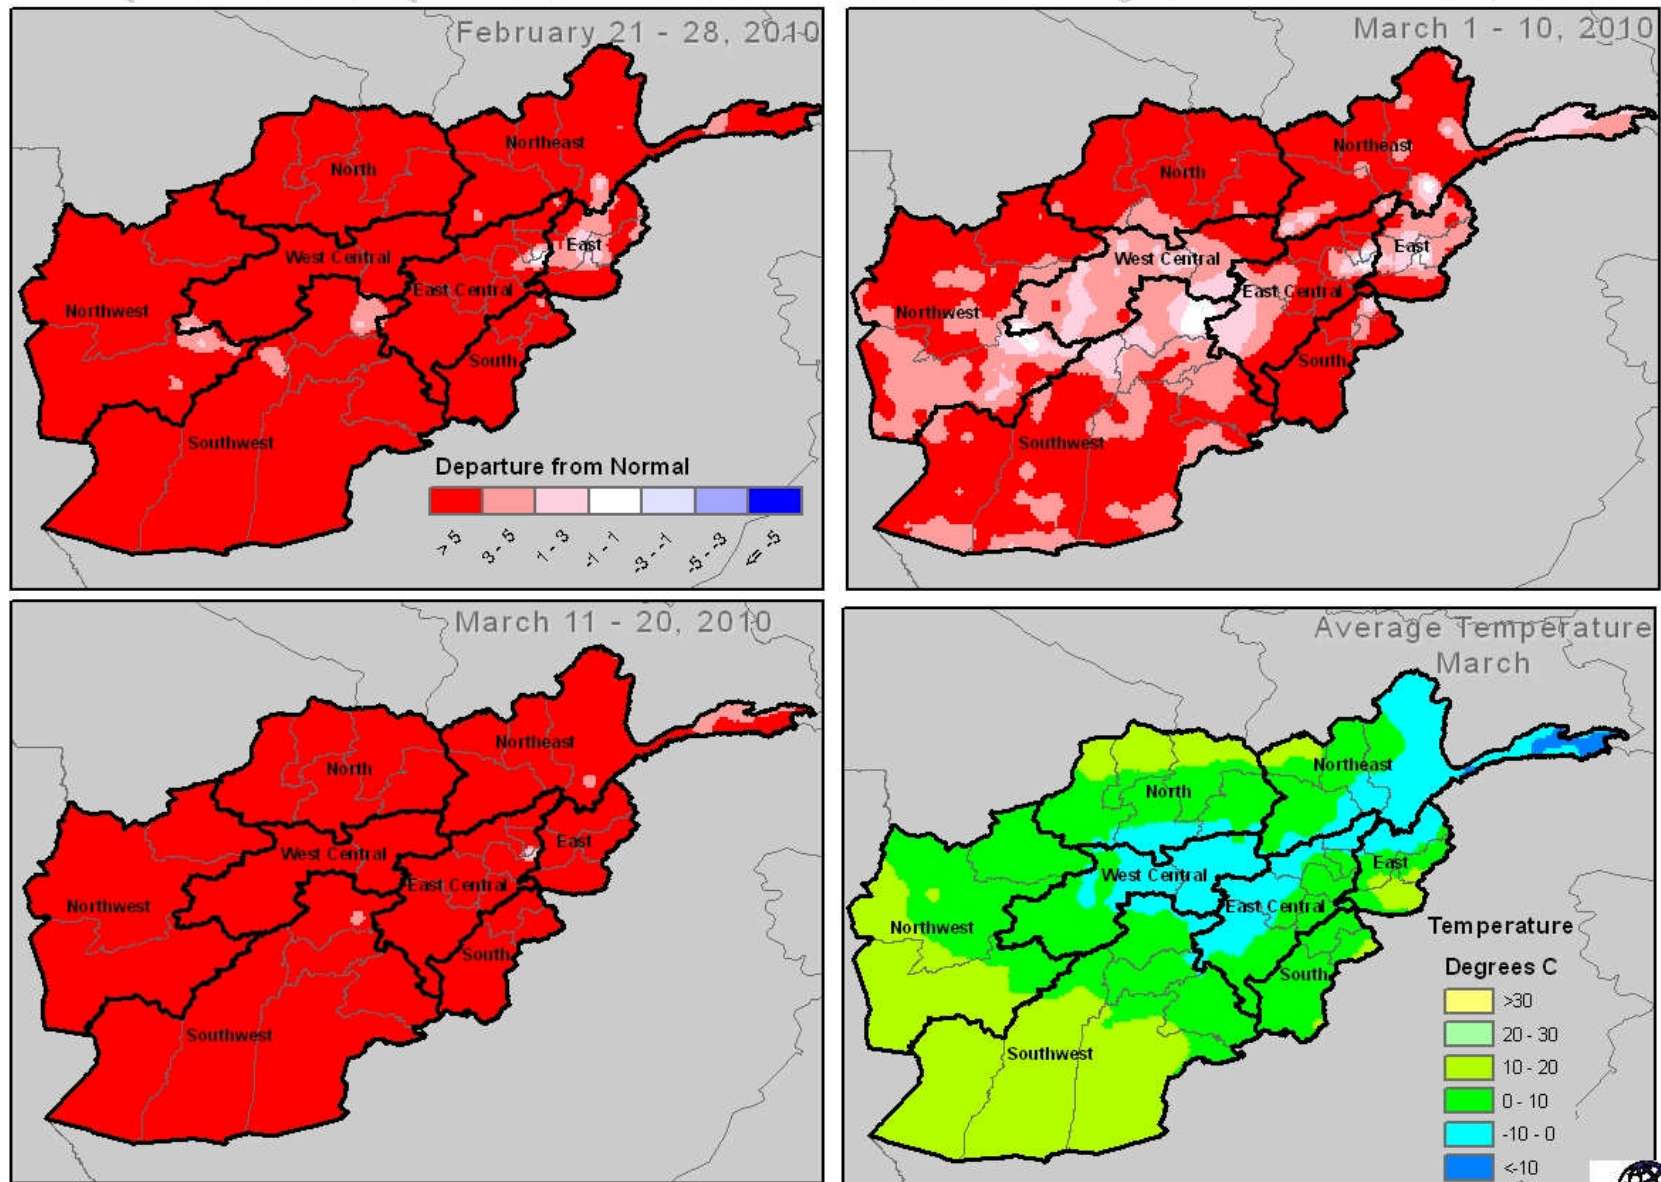 February 21 - 28, 2010
Northeast
North
East
West Central
East Central
Northwest
South
Southwest
Departure from Normal
> 5
3 - 5
1 - 3
-1 - 1
-3 - -1
-5 - -3
<= -5
March 1 - 10, 2010
Northeast
North
East
West Central
East Central
Northwest
South
Southwest
March 11 - 20, 2010
Northeast
North
East
West Central
East Central
Northwest
South
Southwest
Average Temperature
March
Northeast
North
East
West Central
East Central
Northwest
South
Southwest
Temperature
Degrees C
>30
20 - 30
10 - 20
0 - 10
-10 - 0
<-10